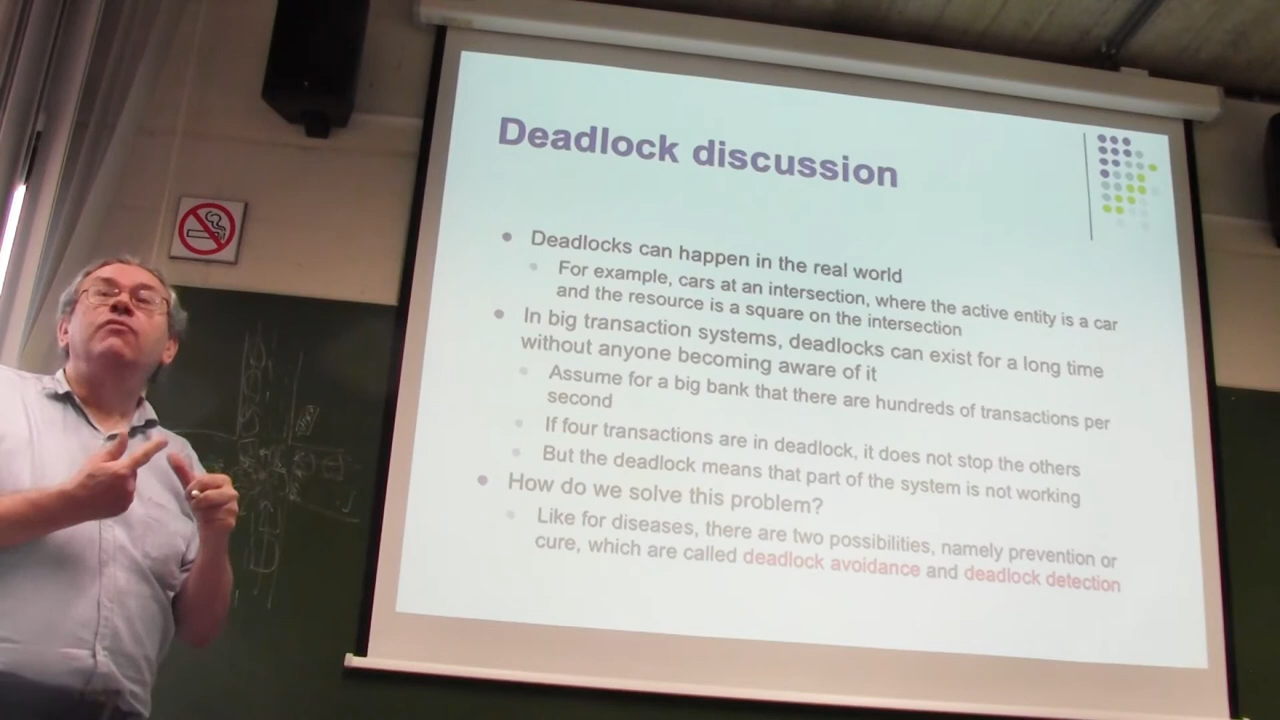 Deadlock discussion
Deadlocks can happen in the real world
For example, cars at an intersection, where the active entity is a car
and the resource is a square on the intersection
In big transaction systems, deadlocks can exist for a long time
without anyone becoming aware of it
Assume for a big bank that there are hundreds of transactions per
second
If four transactions are in deadlock, it does not stop the others
But the deadlock means that part of the system is not working
How do we solve this problem?
Like for diseases, there are two possibilities, namely prevention or
cure, which are called deadlock avoidance and deadlock detection